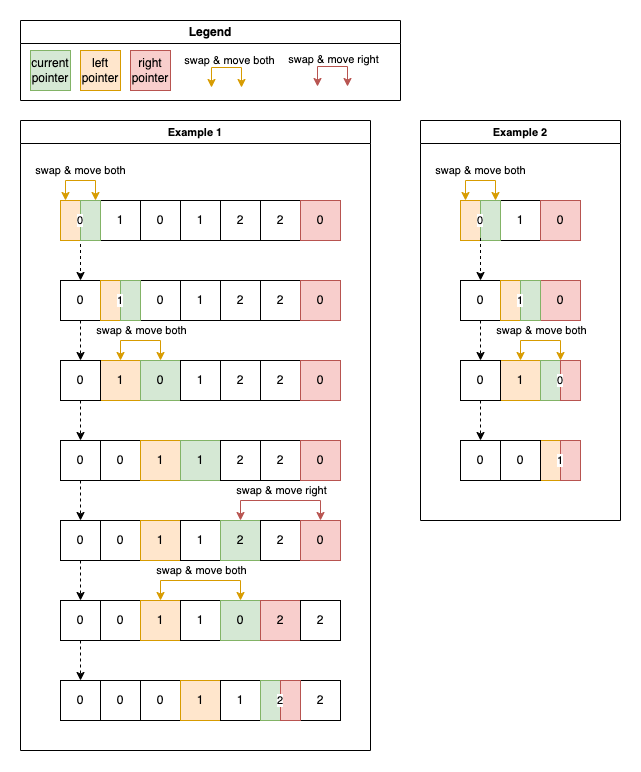 Legend
current
pointer
left
pointer
right
pointer
swap & move both
swap & move right
Example 1
swap & move both
0 1 0 1 2 2 0
0 1 0 1 2 2 0
swap & move both
0 1 0 1 2 2 0
0 0 1 1 2 2 0
swap & move right
0 0 1 1 2 2 0
swap & move both
0 0 1 1 0 2 2
0 0 0 1 1 2 2
Example 2
swap & move both
0 1 0
0 1 0
swap & move both
0 1 0
0 0 1